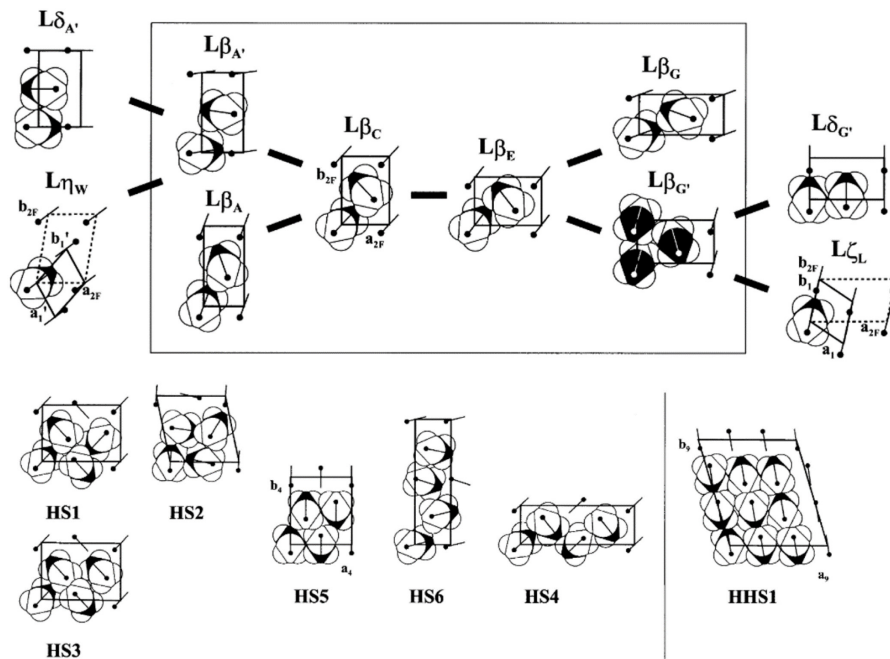 Lδ_A'
Lβ_A'
Lβ_G
Lβ_C
Lβ_E
Lδ_G'
b_2F
Lη_W
Lβ_G'
b_2F
Lβ_A
b_1'
a_2F
Lζ_L
b_2F
b_1
a_2F
a_1'
a_2F
a_1
b_9
b_4
HS1
HS2
a_4
a_9
HS5
HS6
HS4
HHS1
HS3